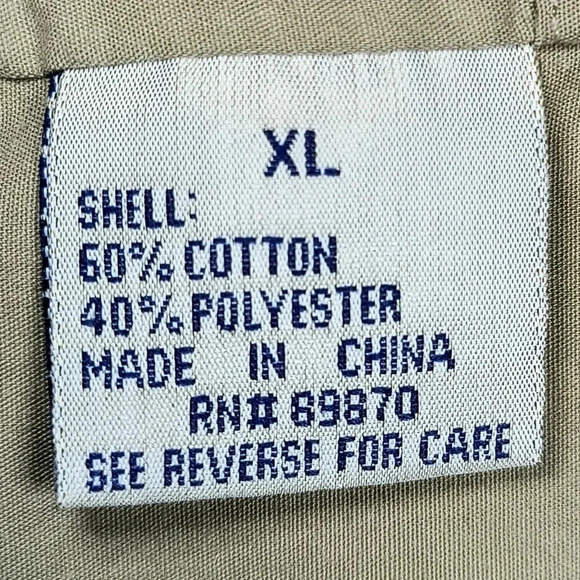 XL
SHELL:
60% COTTON
40% POLYESTER
MADE IN CHINA
RN# 69870
SEE REVERSE FOR CARE